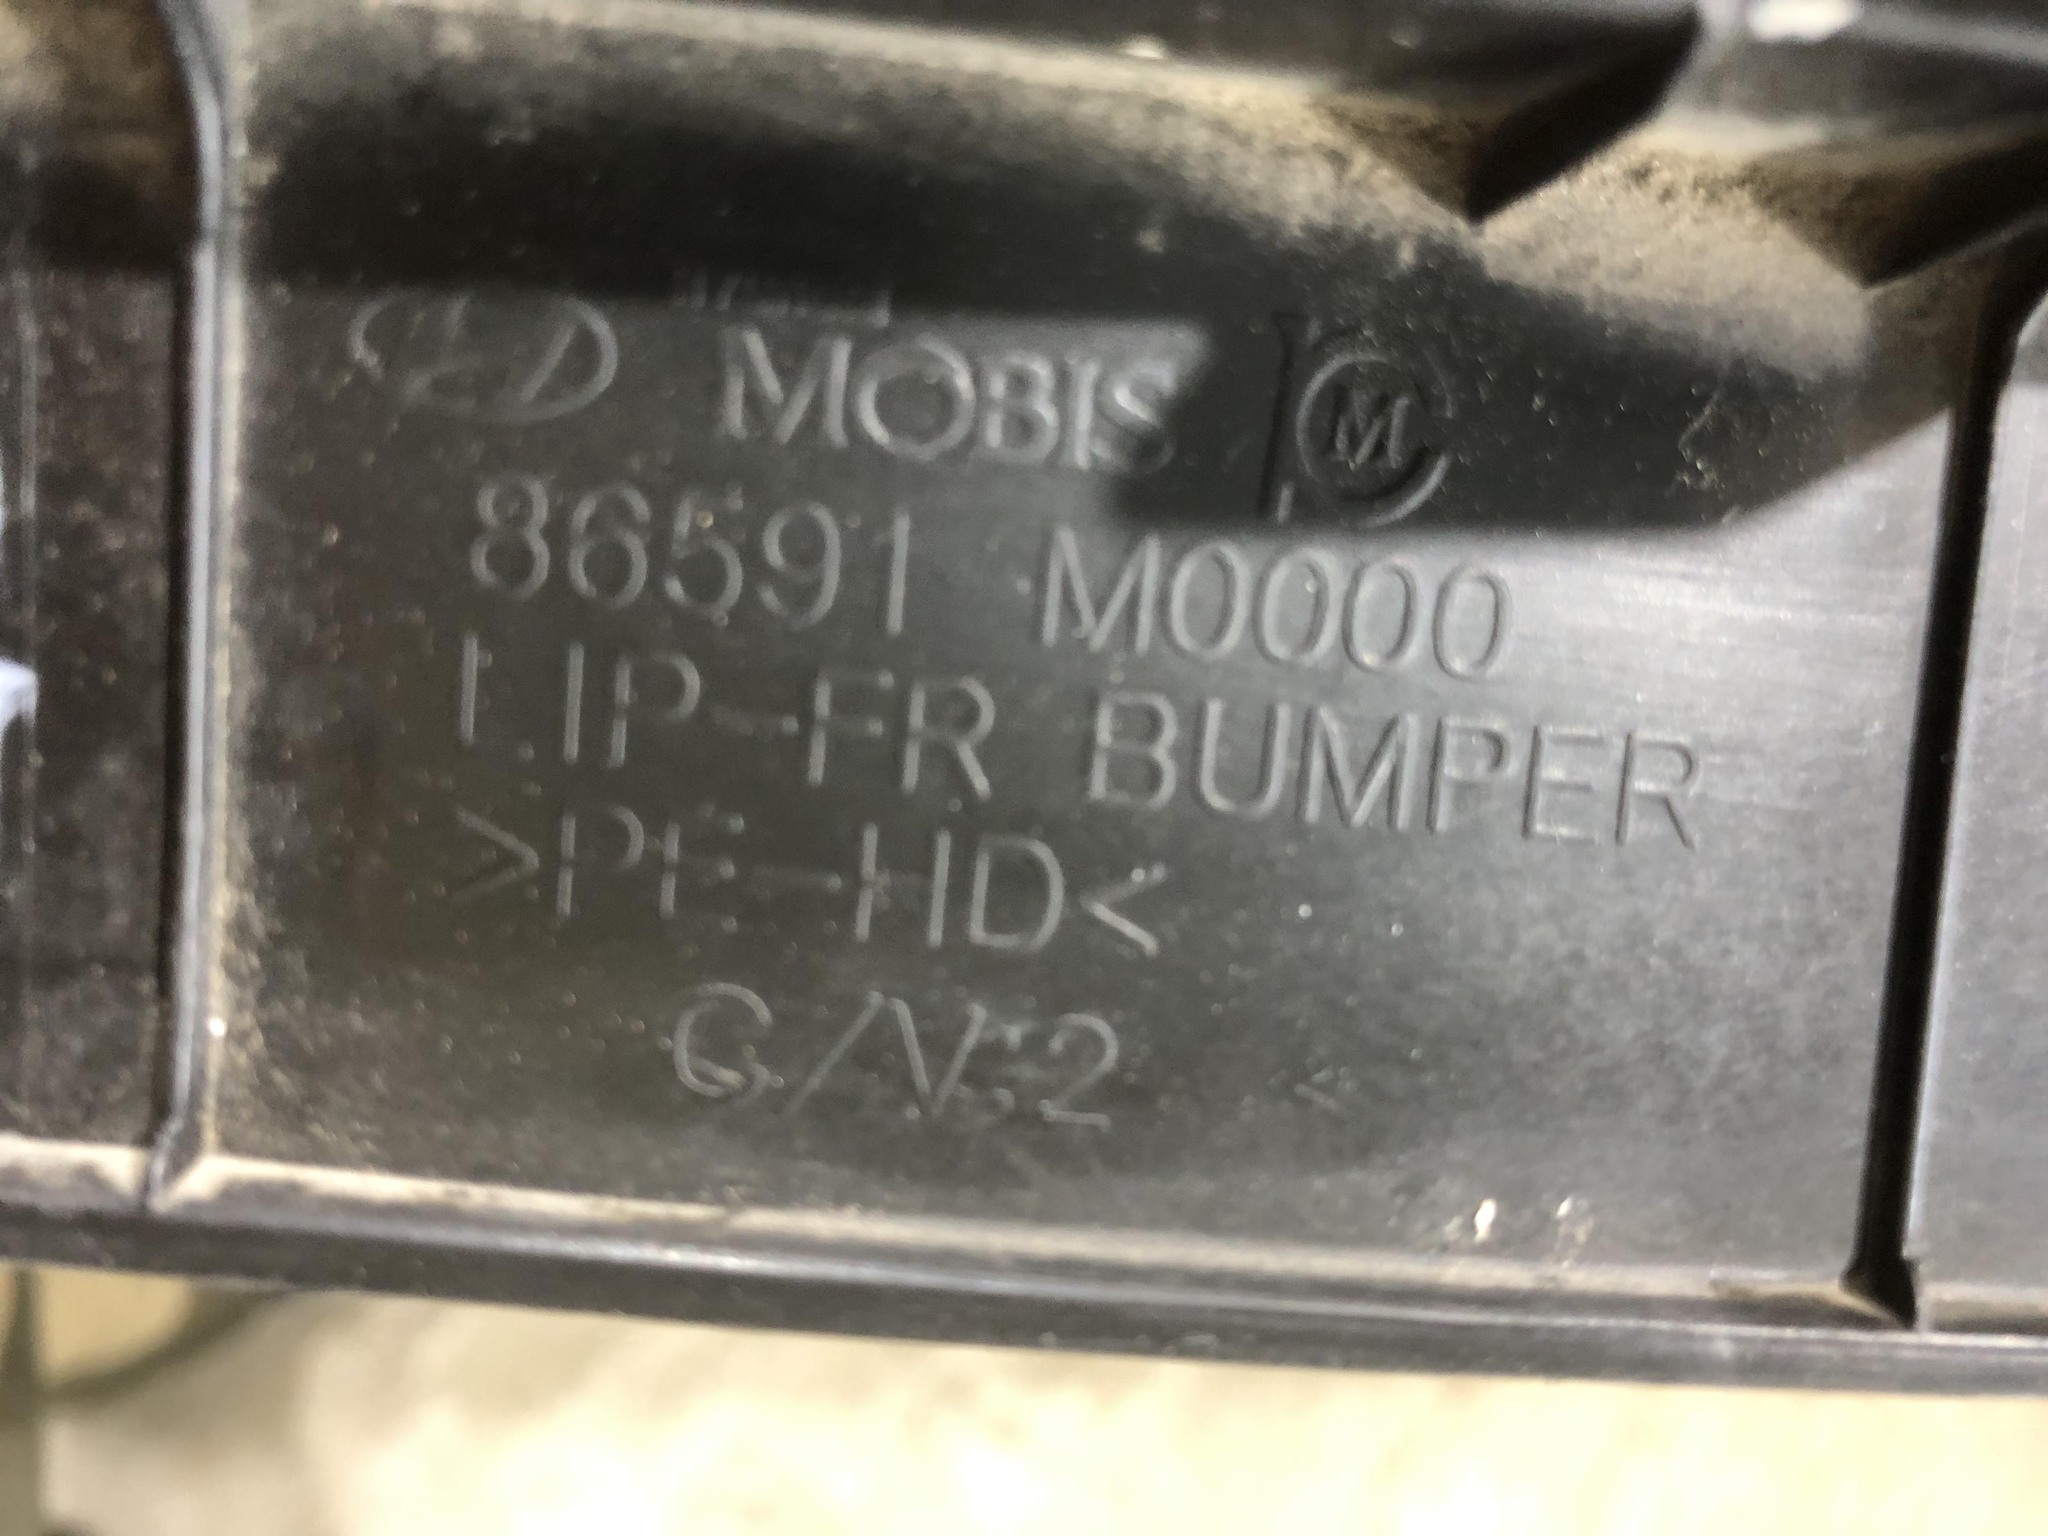 MOBIS M
86591 M0000
LIP-FR BUMPER
>PE-HD<
C/V:2